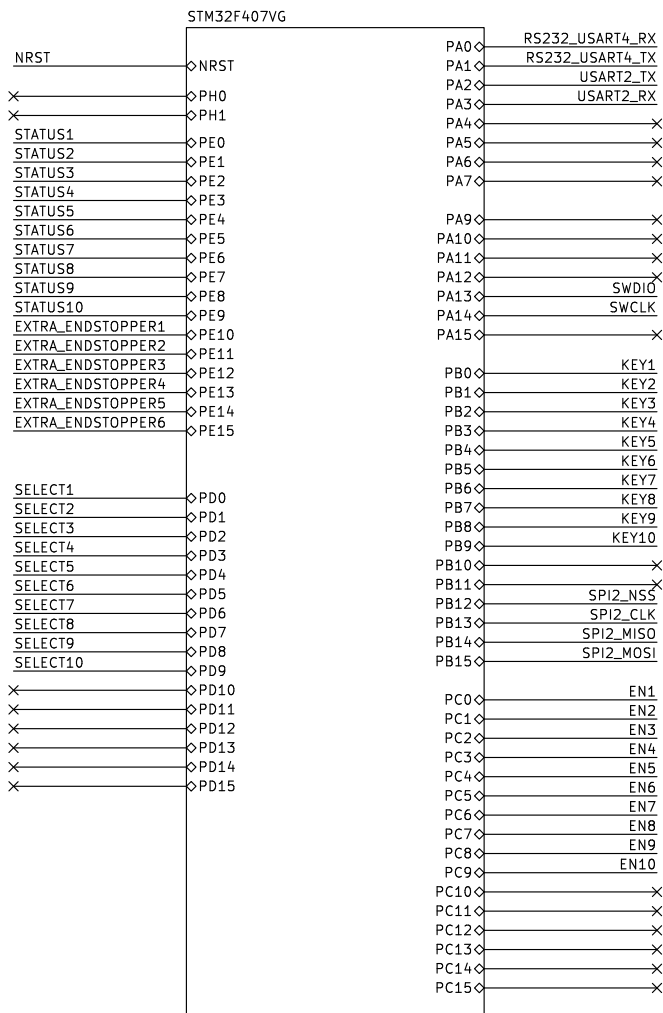 STM32F407VG
NRST
NRST
PH0
PH1
STATUS1
PE0
STATUS2
PE1
STATUS3
PE2
STATUS4
PE3
STATUS5
PE4
STATUS6
PE5
STATUS7
PE6
STATUS8
PE7
STATUS9
PE8
STATUS10
PE9
EXTRA_ENDSTOPPER1
PE10
EXTRA_ENDSTOPPER2
PE11
EXTRA_ENDSTOPPER3
PE12
EXTRA_ENDSTOPPER4
PE13
EXTRA_ENDSTOPPER5
PE14
EXTRA_ENDSTOPPER6
PE15
SELECT1
PD0
SELECT2
PD1
SELECT3
PD2
SELECT4
PD3
SELECT5
PD4
SELECT6
PD5
SELECT7
PD6
SELECT8
PD7
SELECT9
PD8
SELECT10
PD9
PD10
PD11
PD12
PD13
PD14
PD15
RS232_USART4_RX
PA0
RS232_USART4_TX
PA1
USART2_TX
PA2
USART2_RX
PA3
PA4
PA5
PA6
PA7
PA9
PA10
PA11
PA12
SWDIO
PA13
SWCLK
PA14
PA15
KEY1
PB0
KEY2
PB1
KEY3
PB2
KEY4
PB3
KEY5
PB4
KEY6
PB5
KEY7
PB6
KEY8
PB7
KEY9
PB8
KEY10
PB9
PB10
PB11
SPI2_NSS
PB12
SPI2_CLK
PB13
SPI2_MISO
PB14
SPI2_MOSI
PB15
EN1
PC0
EN2
PC1
EN3
PC2
EN4
PC3
EN5
PC4
EN6
PC5
EN7
PC6
EN8
PC7
EN9
PC8
EN10
PC9
PC10
PC11
PC12
PC13
PC14
PC15